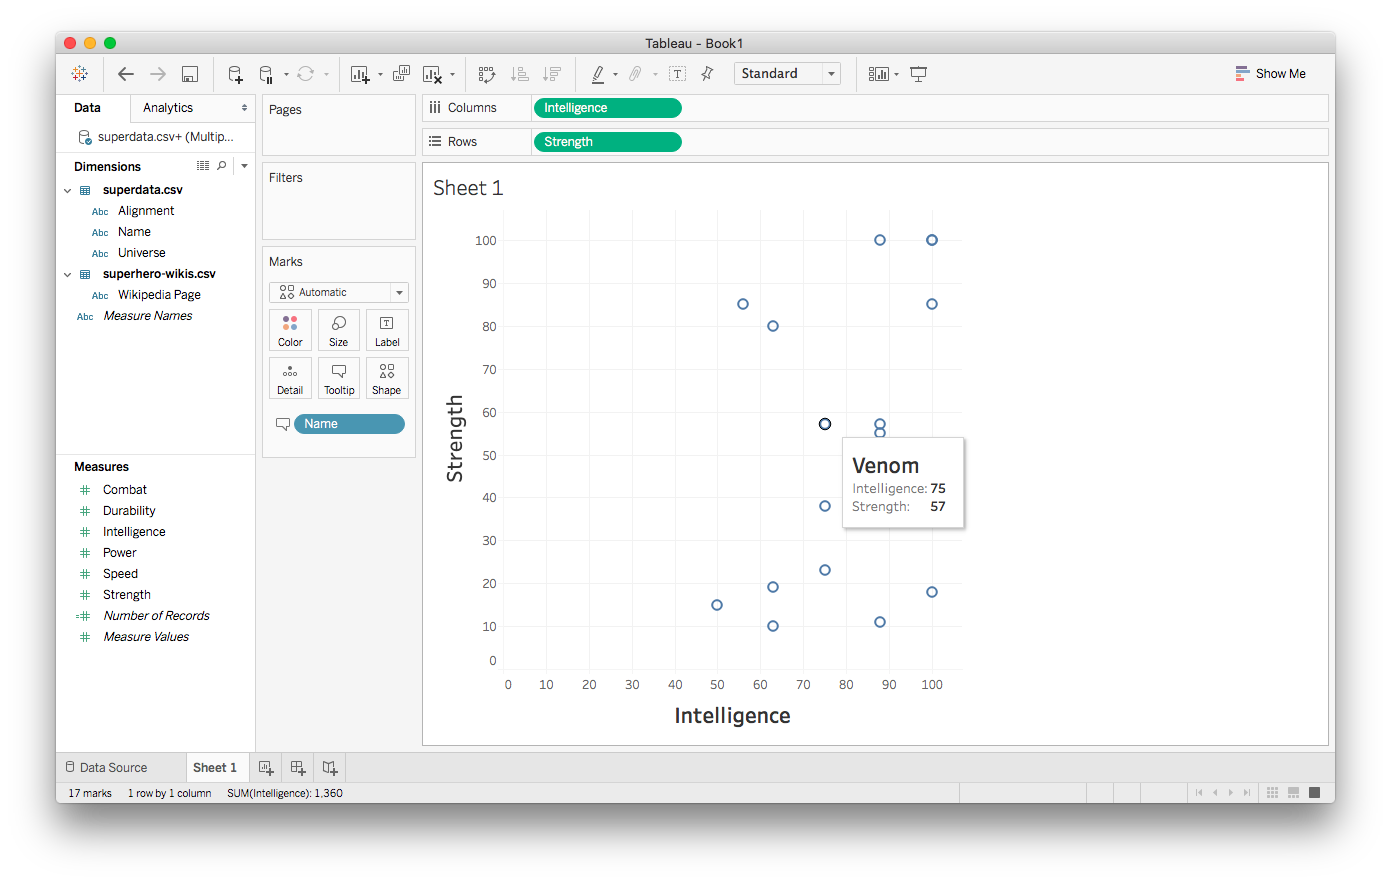 Tableau - Book1
Standard
Show Me
Data
Analytics
superdata.csv+ (Multip...
Dimensions
superdata.csv
Abc Alignment
Abc Name
Abc Universe
superhero-wikis.csv
Abc Wikipedia Page
Abc Measure Names
Measures
Combat
Durability
Intelligence
Power
Speed
Strength
Number of Records
Measure Values
Pages
Filters
Marks
Automatic
Color Size Label
Detail Tooltip Shape
Name
Columns Intelligence
Rows Strength
Sheet 1
Strength
100
90
80
70
60
50
40
30
20
10
0
0 10 20 30 40 50 60 70 80 90 100
Intelligence
Venom
Intelligence: 75
Strength: 57
Data Source
Sheet 1
17 marks 1 row by 1 column SUM(Intelligence): 1,360